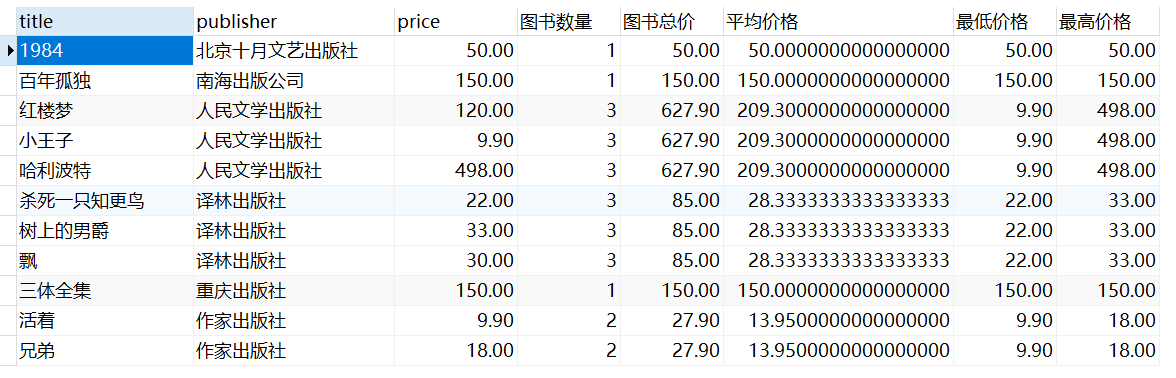 title publisher price 图书数量 图书总价 平均价格 最低价格 最高价格
1984 北京十月文艺出版社 50.00 1 50.00 50.0000000000000000 50.00 50.00
百年孤独 南海出版公司 150.00 1 150.00 150.0000000000000000 150.00 150.00
红楼梦 人民文学出版社 120.00 3 627.90 209.3000000000000000 9.90 498.00
小王子 人民文学出版社 9.90 3 627.90 209.3000000000000000 9.90 498.00
哈利波特 人民文学出版社 498.00 3 627.90 209.3000000000000000 9.90 498.00
杀死一只知更鸟 译林出版社 22.00 3 85.00 28.3333333333333333 22.00 33.00
树上的男爵 译林出版社 33.00 3 85.00 28.3333333333333333 22.00 33.00
飘 译林出版社 30.00 3 85.00 28.3333333333333333 22.00 33.00
三体全集 重庆出版社 150.00 1 150.00 150.0000000000000000 150.00 150.00
活着 作家出版社 9.90 2 27.90 13.9500000000000000 9.90 18.00
兄弟 作家出版社 18.00 2 27.90 13.9500000000000000 9.90 18.00